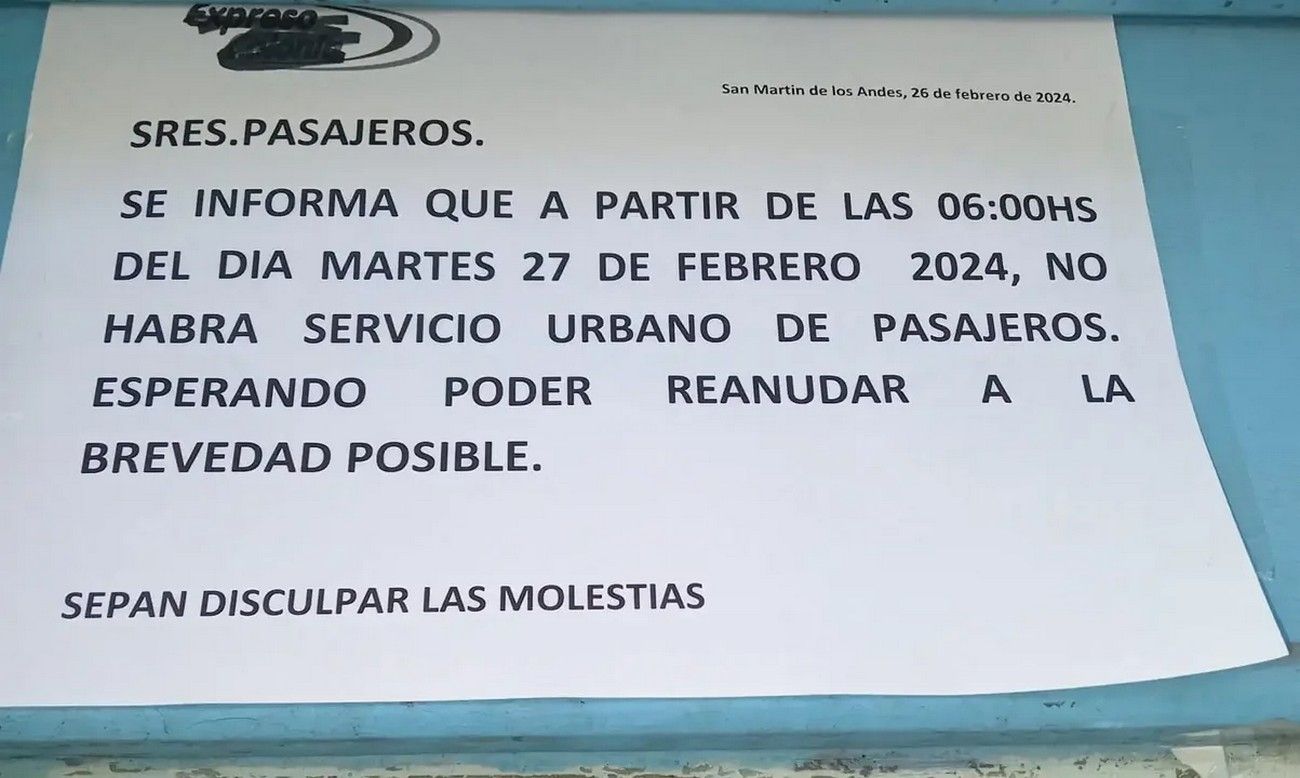 Expreso
San Martin de los Andes, 26 de febrero de 2024.
SRES.PASAJEROS.
SE INFORMA QUE A PARTIR DE LAS 06:00HS
DEL DIA MARTES 27 DE FEBRERO 2024, NO
HABRA SERVICIO URBANO DE PASAJEROS.
ESPERANDO PODER REANUDAR A LA
BREVEDAD POSIBLE.
SEPAN DISCULPAR LAS MOLESTIAS